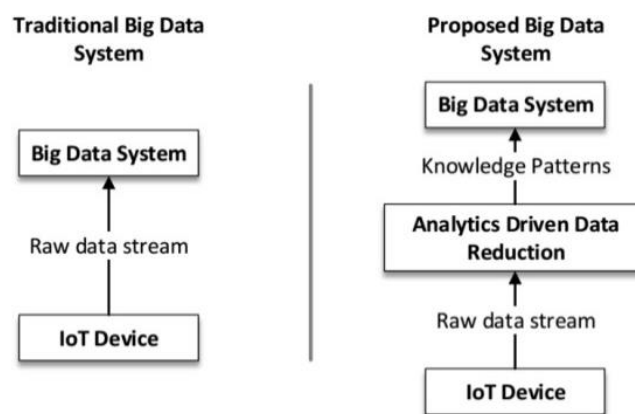 Traditional Big Data
System
Big Data System
Raw data stream
IoT Device
Proposed Big Data
System
Big Data System
Knowledge Patterns
Analytics Driven Data
Reduction
Raw data stream
IoT Device